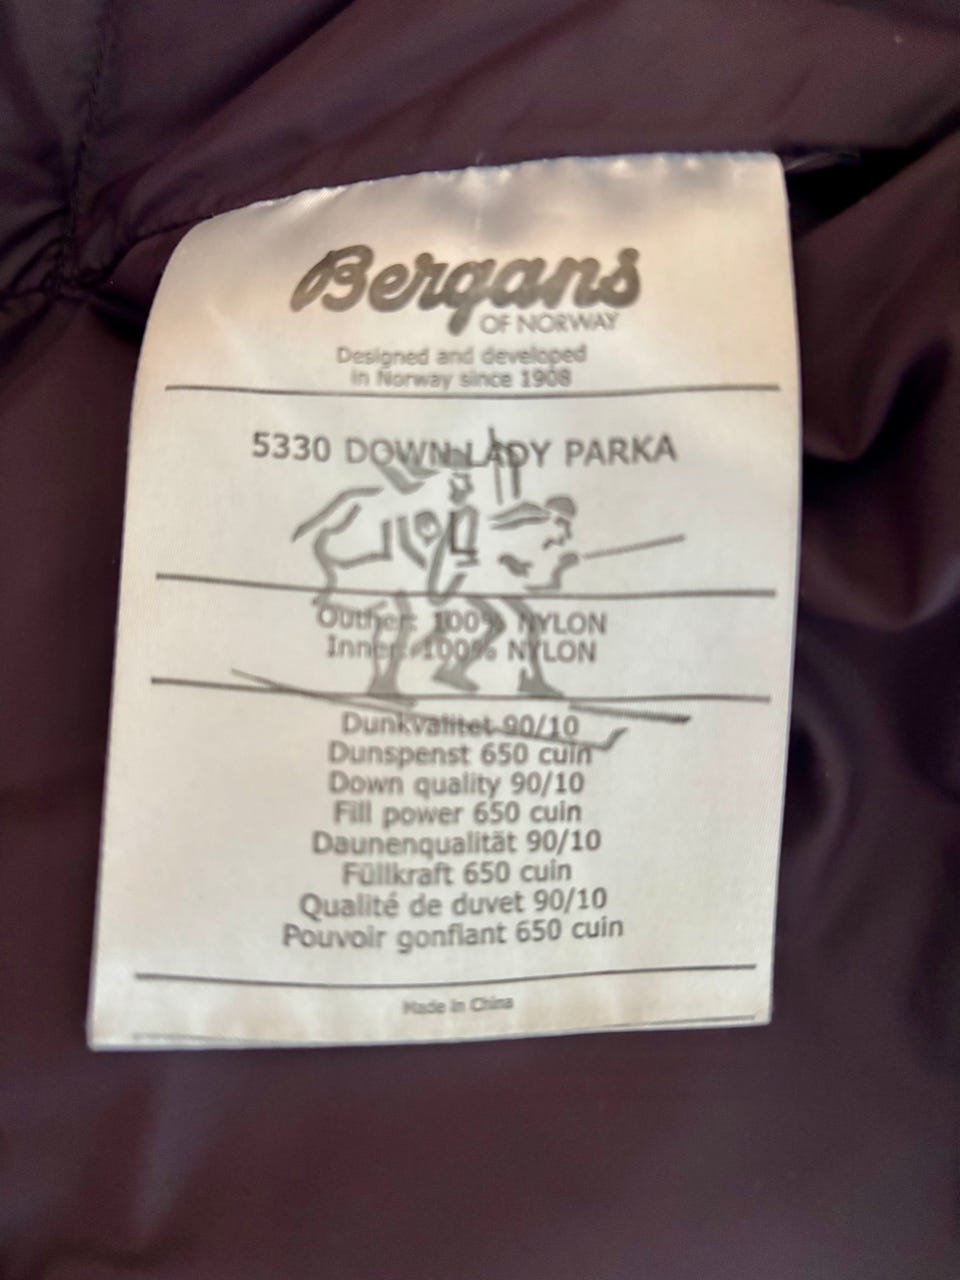 Bergans
OF NORWAY
Designed and developed
in Norway since 1908
5330 DOWN LADY PARKA
L
Outher: 100% NYLON
Inner: 100% NYLON
Dunkvalitet 90/10
Dunspenst 650 cuin
Down quality 90/10
Fill power 650 cuin
Daunenqualität 90/10
Füllkraft 650 cuin
Qualité de duvet 90/10
Pouvoir gonflant 650 cuin
Made in China